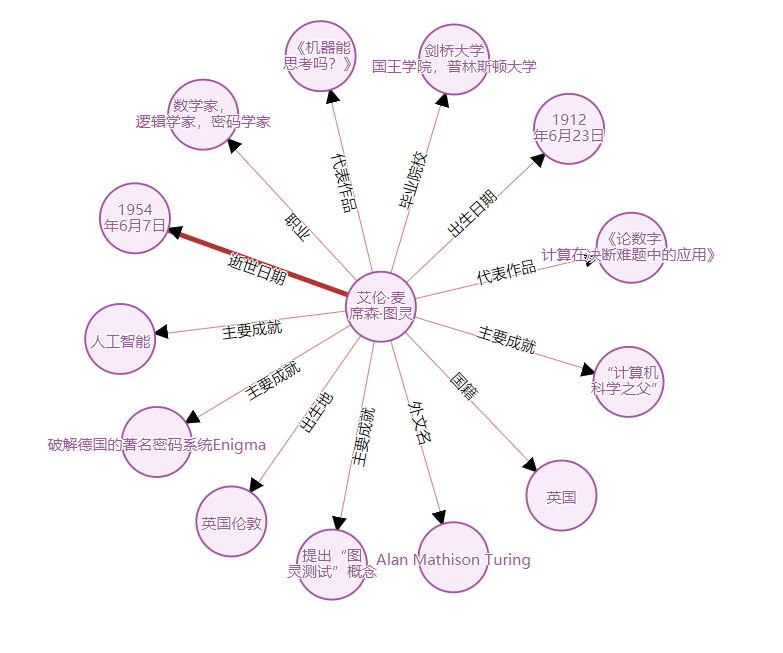 《机器能
思考吗？》
剑桥大学
国王学院，普林斯顿大学
数学家，
逻辑学家，密码学家
1912
年6月23日
代表作品
毕业院校
1954
年6月7日
职业
出生日期
《论数字
计算在决断难题中的应用》
逝世日期
代表作品
艾伦·麦
席森·图灵
人工智能
主要成就
主要成就
“计算机
科学之父”
主要成就
国籍
出生地
主要成就
外文名
破解德国的著名密码系统Enigma
英国
英国伦敦
提出“图
灵测试”概念
Alan Mathison Turing